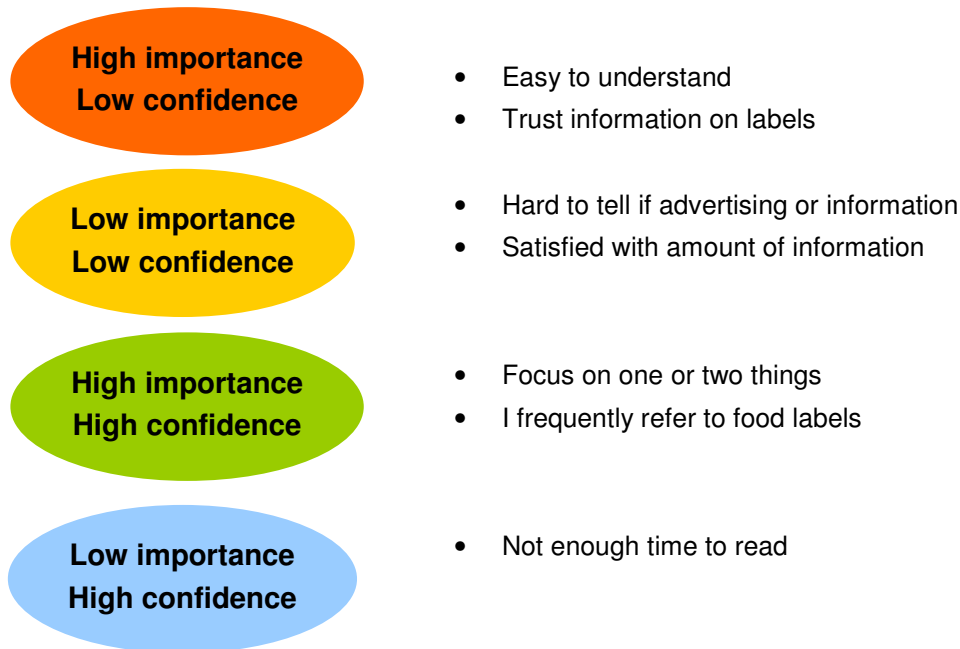 High importance
Low confidence
• Easy to understand
• Trust information on labels
Low importance
Low confidence
• Hard to tell if advertising or information
• Satisfied with amount of information
High importance
High confidence
• Focus on one or two things
• I frequently refer to food labels
Low importance
High confidence
• Not enough time to read